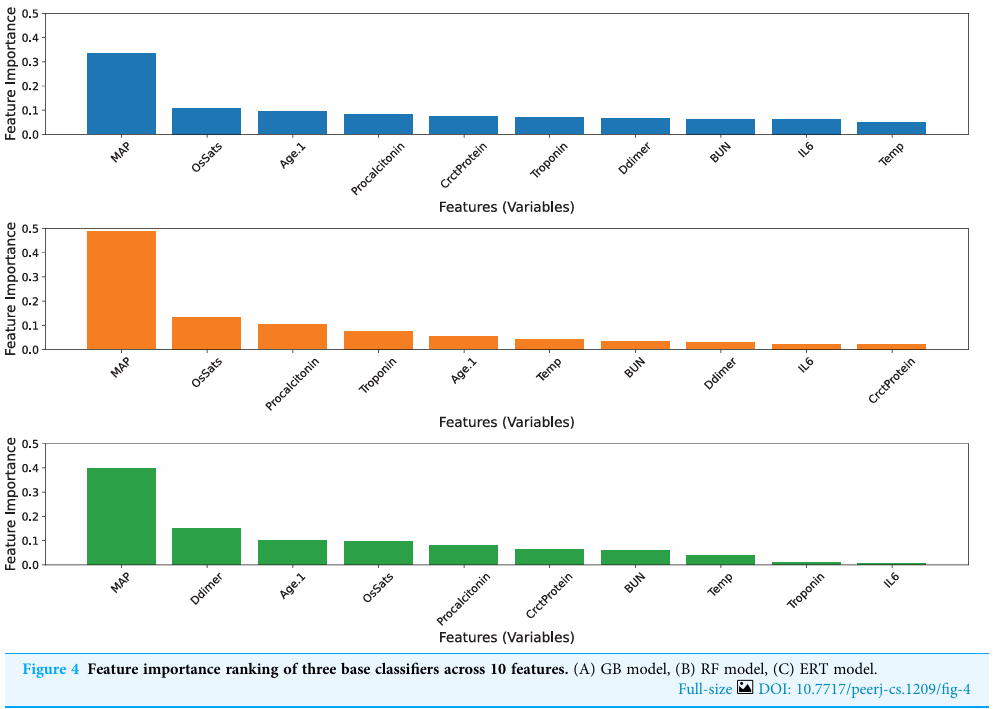 0.5
0.4
0.3
0.2
0.1
0.0
Feature Importance
MAP
OsSats
Age.1
Procalcitonin
CrctProtein
Troponin
Ddimer
BUN
IL6
Temp
Features (Variables)
0.5
0.4
0.3
0.2
0.1
0.0
Feature Importance
MAP
OsSats
Procalcitonin
Troponin
Age.1
Temp
BUN
Ddimer
IL6
CrctProtein
Features (Variables)
0.5
0.4
0.3
0.2
0.1
0.0
Feature Importance
MAP
Ddimer
Age.1
OsSats
Procalcitonin
CrctProtein
BUN
Temp
Troponin
IL6
Features (Variables)
Figure 4 Feature importance ranking of three base classifiers across 10 features. (A) GB model, (B) RF model, (C) ERT model.
Full-size DOI: 10.7717/peerj-cs.1209/fig-4